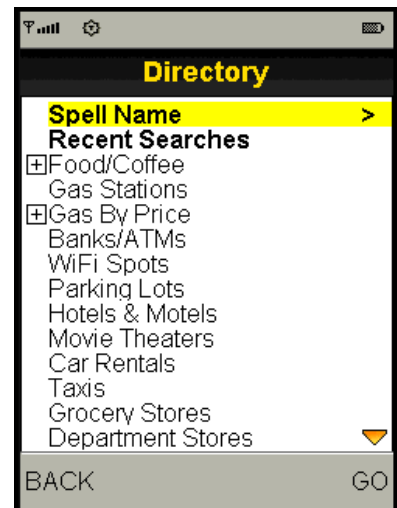 Directory
Spell Name >
Recent Searches
Food/Coffee
Gas Stations
Gas By Price
Banks/ATMs
WiFi Spots
Parking Lots
Hotels & Motels
Movie Theaters
Car Rentals
Taxis
Grocery Stores
Department Stores
BACK GO